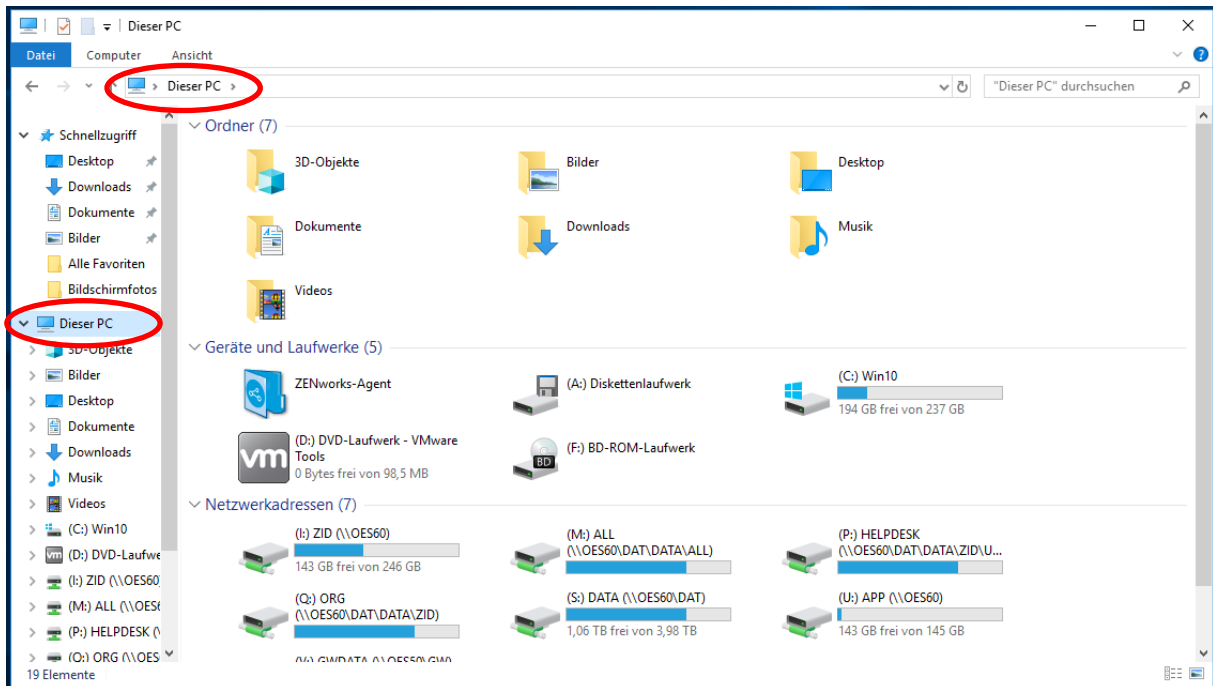 Dieser PC
Datei Computer Ansicht
Dieser PC
"Dieser PC" durchsuchen
Schnellzugriff
Desktop
Downloads
Dokumente
Bilder
Alle Favoriten
Bildschirmfotos
Dieser PC
3D-Objekte
Bilder
Desktop
Dokumente
Downloads
Musik
Videos
(C:) Win10
(D:) DVD-Laufwe
(I:) ZID (\\OES60
(M:) ALL (\\OES6
(P:) HELPDESK (\
(Q:) ORG (\\OES
Ordner (7)
3D-Objekte
Bilder
Desktop
Dokumente
Downloads
Musik
Videos
Geräte und Laufwerke (5)
ZENworks-Agent
(A:) Diskettenlaufwerk
(C:) Win10
194 GB frei von 237 GB
vm
(D:) DVD-Laufwerk - VMware
Tools
0 Bytes frei von 98,5 MB
BD
(F:) BD-ROM-Laufwerk
Netzwerkadressen (7)
(I:) ZID (\\OES60)
143 GB frei von 246 GB
(M:) ALL
(\\OES60\DAT\DATA\ALL)
(P:) HELPDESK
(\\OES60\DAT\DATA\ZID\U...
(Q:) ORG
(\\OES60\DAT\DATA\ZID)
(S:) DATA (\\OES60\DAT)
1,06 TB frei von 3,98 TB
(U:) APP (\\OES60)
143 GB frei von 145 GB
GWDATA (\\OES50\GW)
19 Elemente